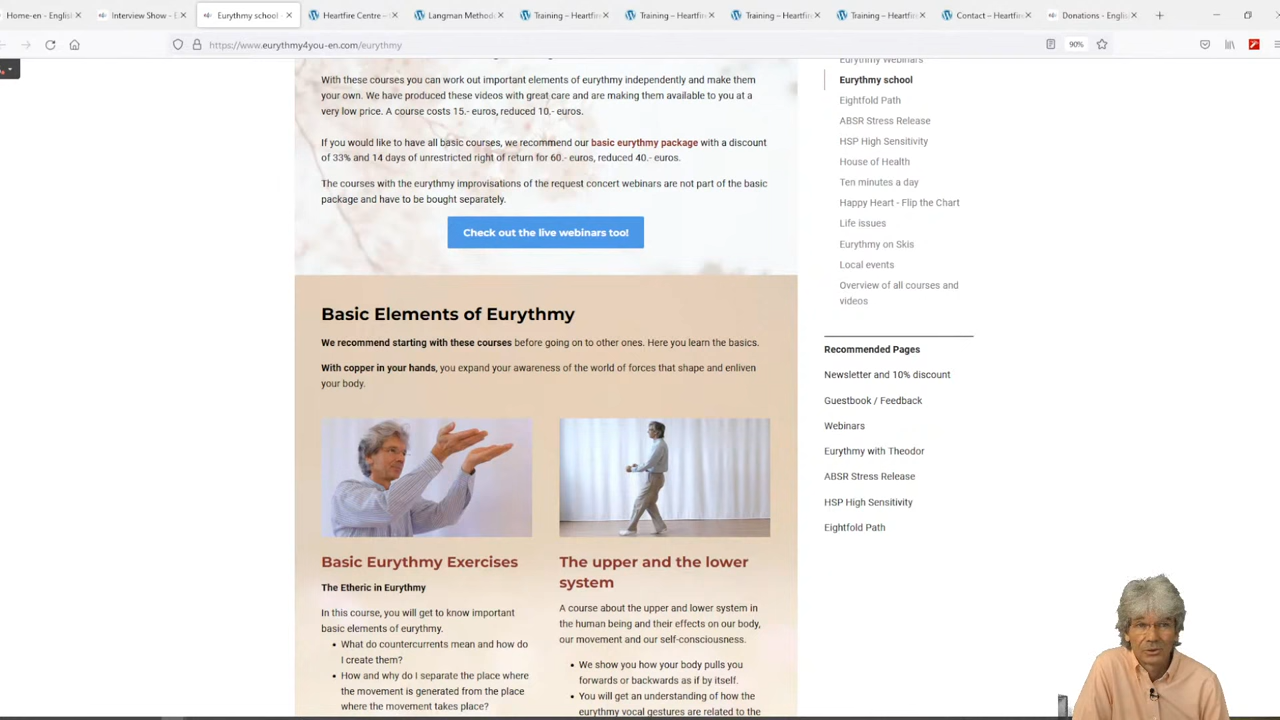 Home-en - English
Interview Show – E
Eurythmy school
Heartfire Centre –
Langman Method
Training – Heartfir
Training – Heartfir
Training – Heartfir
Training – Heartfir
Contact – Heartfire
Donations - Englis
https://www.eurythmy4you-en.com/eurythmy
90%
With these courses you can work out important elements of eurythmy independently and make them
your own. We have produced these videos with great care and are making them available to you at a
very low price. A course costs 15.- euros, reduced 10.- euros.
If you would like to have all basic courses, we recommend our basic eurythmy package with a discount
of 33% and 14 days of unrestricted right of return for 60.- euros, reduced 40.- euros.
The courses with the eurythmy improvisations of the request concert webinars are not part of the basic
package and have to be bought separately.
Check out the live webinars too!
Basic Elements of Eurythmy
We recommend starting with these courses before going on to other ones. Here you learn the basics.
With copper in your hands, you expand your awareness of the world of forces that shape and enliven
your body.
Basic Eurythmy Exercises
The Etheric in Eurythmy
In this course, you will get to know important
basic elements of eurythmy.
• What do countercurrents mean and how do
I create them?
• How and why do I separate the place where
the movement is generated from the place
where the movement takes place?
The upper and the lower
system
A course about the upper and lower system in
the human being and their effects on our body,
our movement and our self-consciousness.
• We show you how your body pulls you
forwards or backwards as if by itself.
• You will get an understanding of how the
eurythmy vocal gestures are related to the
Eurythmy Webinars
Eurythmy school
Eightfold Path
ABSR Stress Release
HSP High Sensitivity
House of Health
Ten minutes a day
Happy Heart - Flip the Chart
Life issues
Eurythmy on Skis
Local events
Overview of all courses and
videos
Recommended Pages
Newsletter and 10% discount
Guestbook / Feedback
Webinars
Eurythmy with Theodor
ABSR Stress Release
HSP High Sensitivity
Eightfold Path